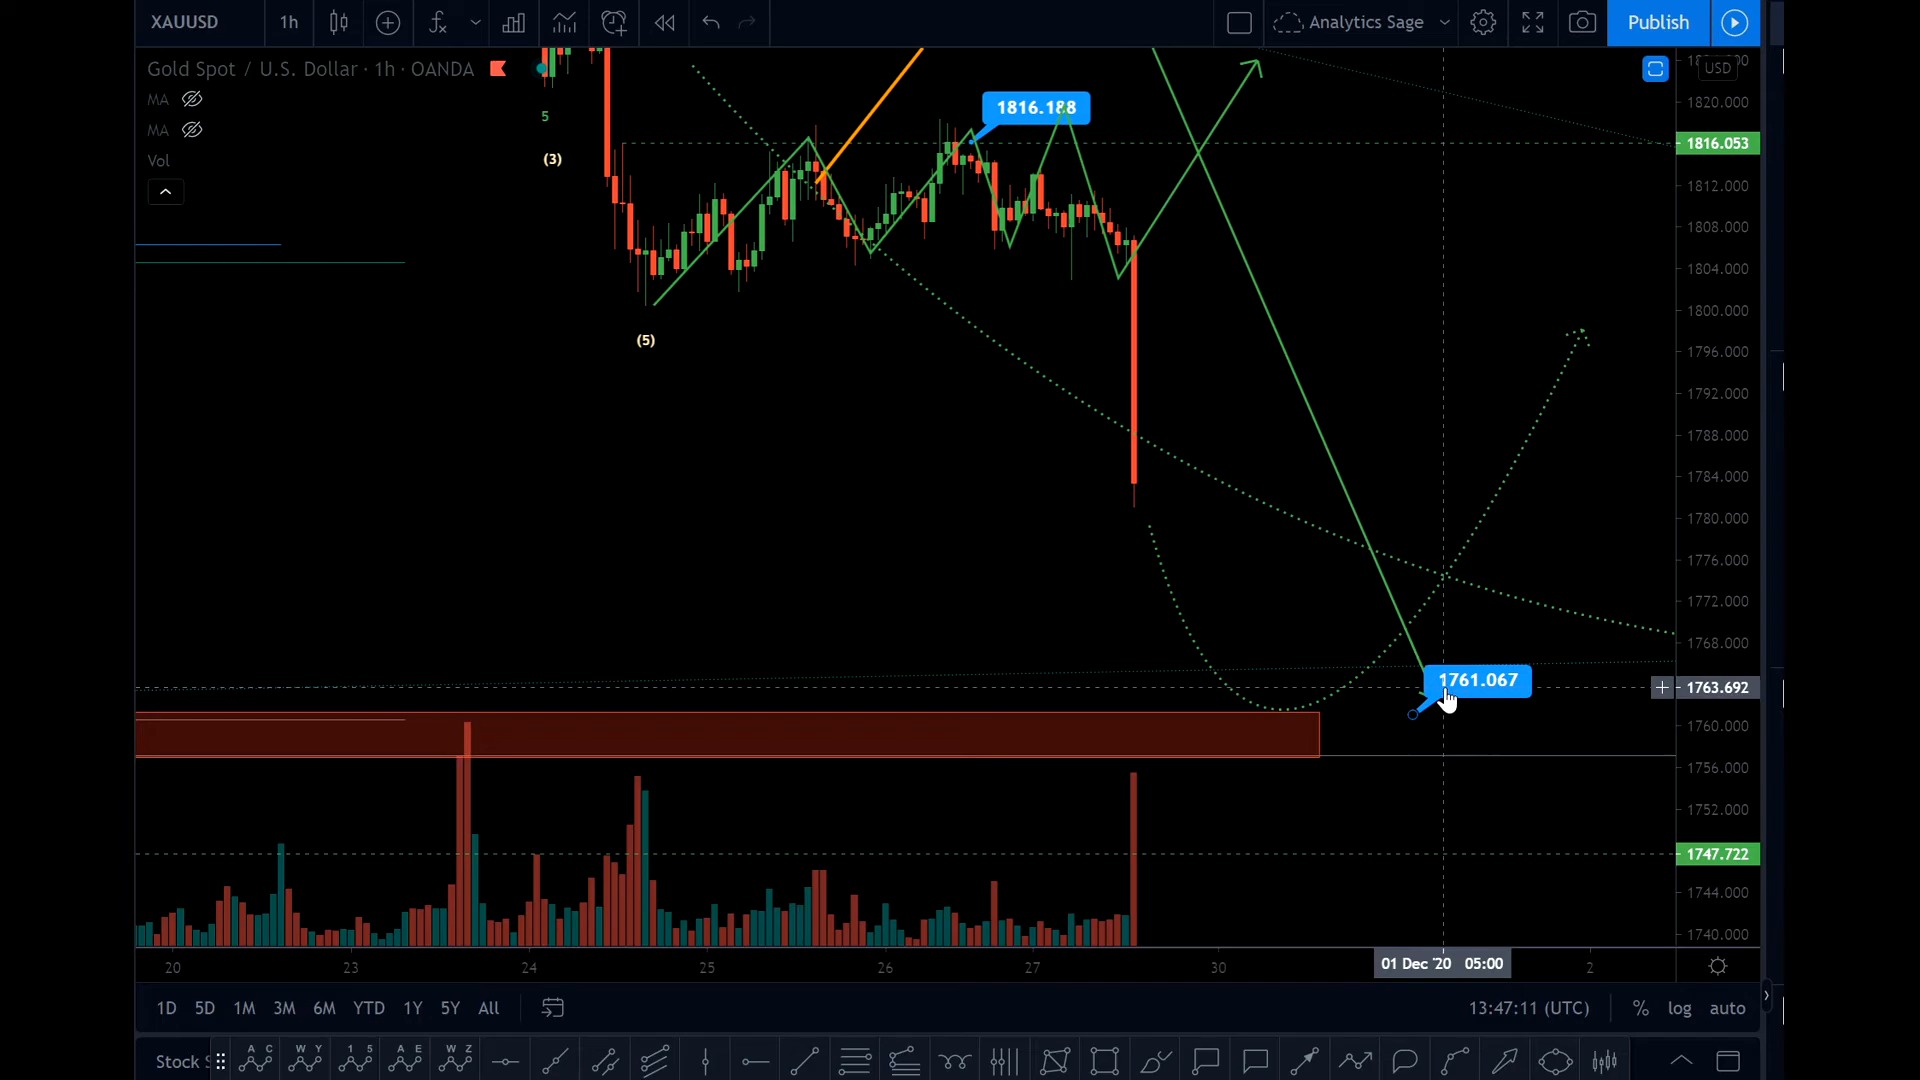 XAUUSD
1h
Analytics Sage
Publish
Gold Spot / U.S. Dollar · 1h · OANDA
MA
MA
Vol
5
(3)
(5)
1816.188
1761.067
USD
1820.000
1816.053
1812.000
1808.000
1804.000
1800.000
1796.000
1792.000
1788.000
1784.000
1780.000
1776.000
1772.000
1768.000
1763.692
1760.000
1756.000
1752.000
1747.722
1744.000
1740.000
20 23 24 25 26 27 30 01 Dec '20 05:00 2
1D 5D 1M 3M 6M YTD 1Y 5Y All
13:47:11 (UTC) % log auto
Stock
A C
W Y
1 5
A E
W Z